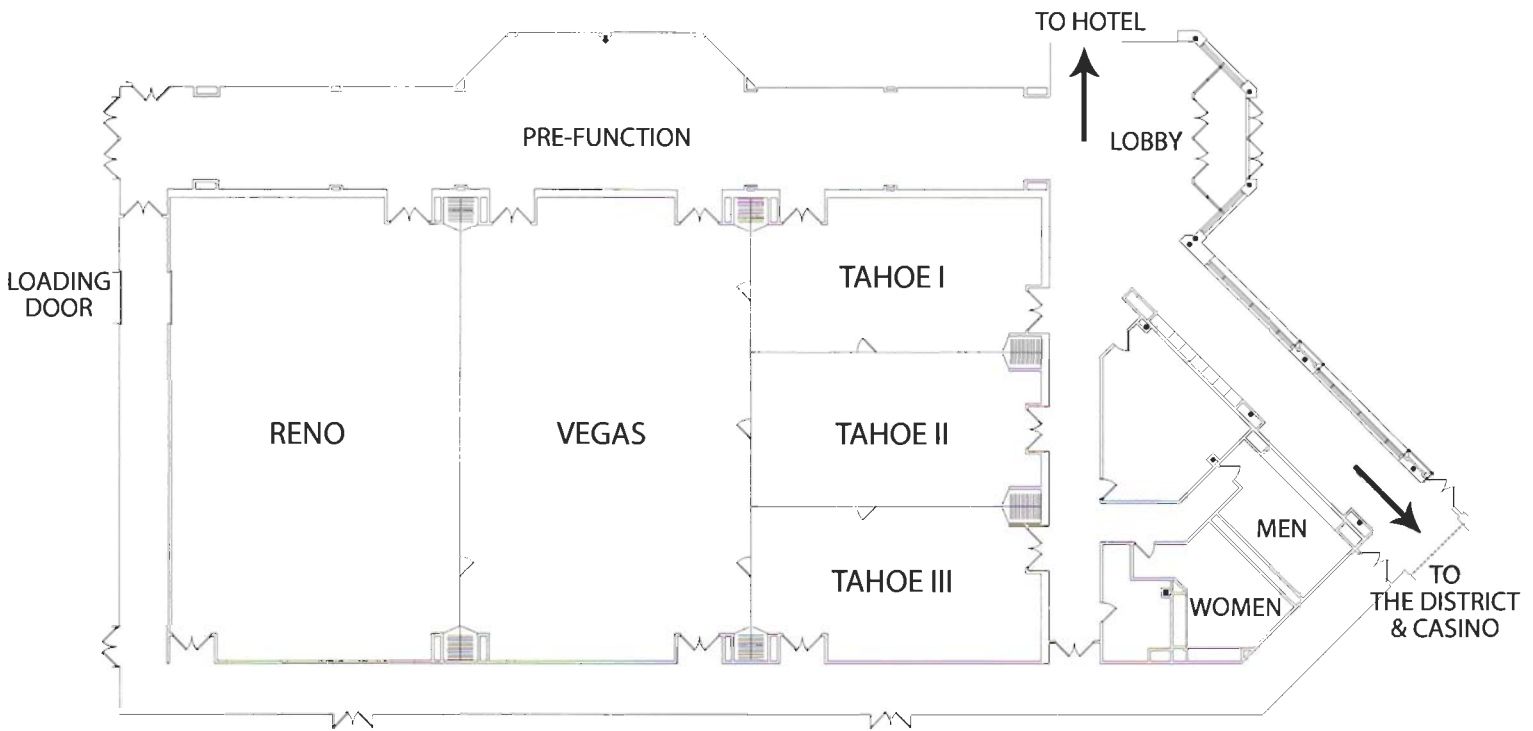 TO HOTEL
PRE-FUNCTION
LOBBY
LOADING
DOOR
TAHOE I
RENO
VEGAS
TAHOE II
MEN
TAHOE III
WOMEN
TO
THE DISTRICT
& CASINO